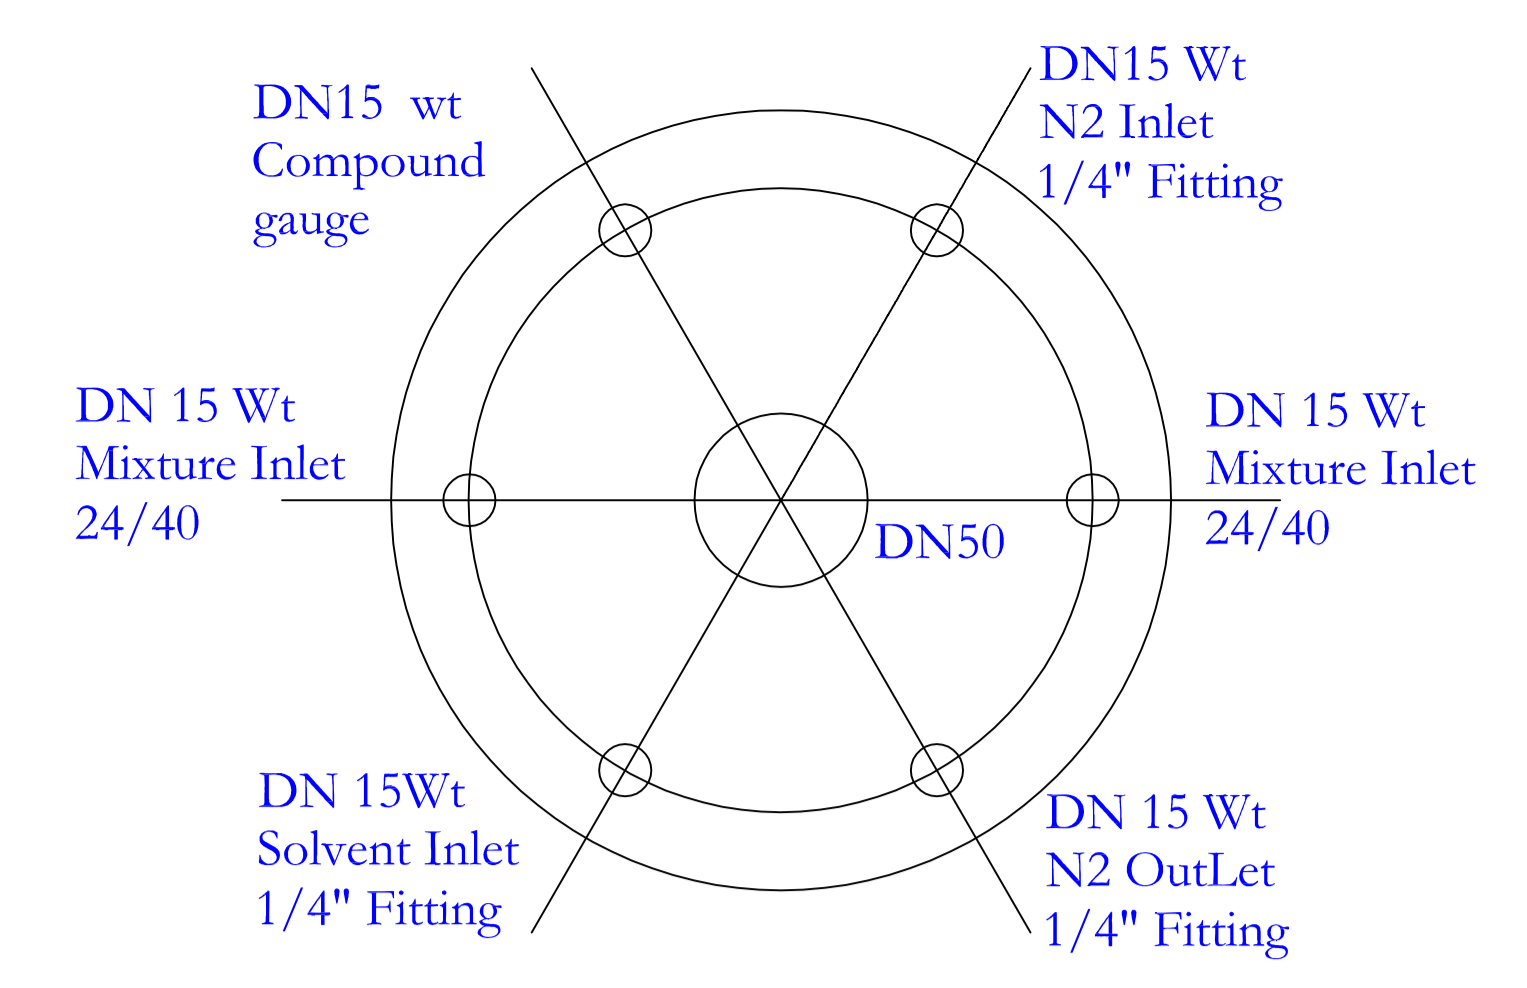 DN15 wt
Compound
gauge
DN15 Wt
N2 Inlet
1/4" Fitting
DN 15 Wt
Mixture Inlet
24/40
DN 15 Wt
Mixture Inlet
24/40
DN50
DN 15Wt
Solvent Inlet
1/4" Fitting
DN 15 Wt
N2 OutLet
1/4" Fitting